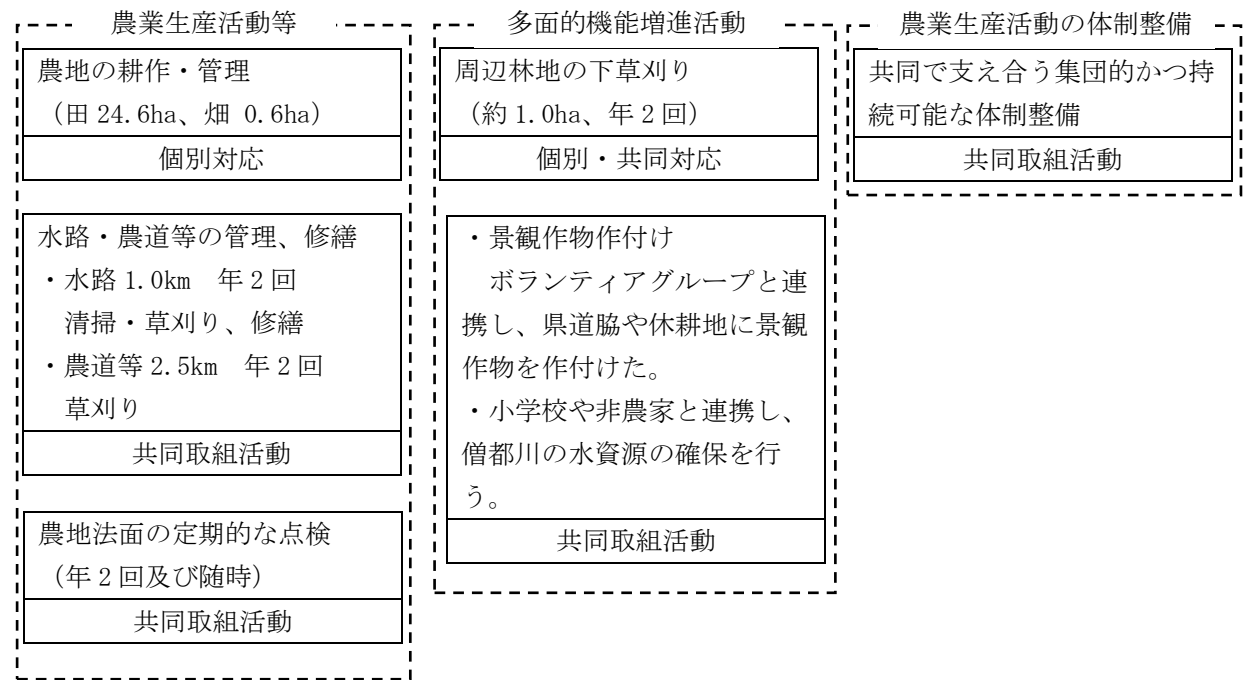 農業生産活動等
農地の耕作・管理
（田 24.6ha、畑 0.6ha）
個別対応
水路・農道等の管理、修繕
・水路 1.0km　年２回
清掃・草刈り、修繕
・農道等 2.5km　年２回
草刈り
共同取組活動
農地法面の定期的な点検
（年２回及び随時）
共同取組活動
多面的機能増進活動
周辺林地の下草刈り
（約 1.0ha、年２回）
個別・共同対応
・景観作物作付け
ボランティアグループと連
携し、県道脇や休耕地に景観
作物を作付けた。
・小学校や非農家と連携し、
僧都川の水資源の確保を行
う。
共同取組活動
農業生産活動の体制整備
共同で支え合う集団的かつ持
続可能な体制整備
共同取組活動